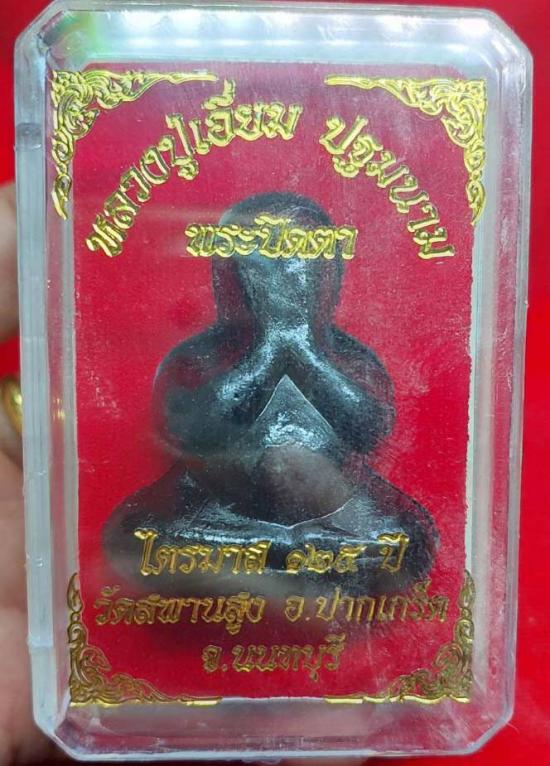 หลวงปู่เอี่ยม ปฐมนาม
พระปิดตา
ไตรมาส ๑๒๕ ปี
วัดสพานสูง อ.ปากเกร็ด
จ.นนทบุรี